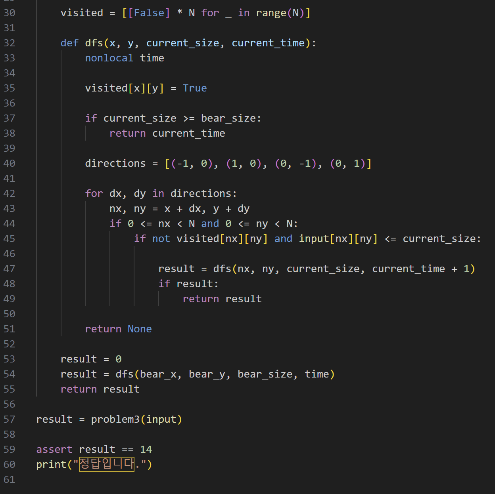 30 visited = [[False] * N for _ in range(N)]
31
32 def dfs(x, y, current_size, current_time):
33 nonlocal time
34
35 visited[x][y] = True
36
37 if current_size >= bear_size:
38 return current_time
39
40 directions = [(-1, 0), (1, 0), (0, -1), (0, 1)]
41
42 for dx, dy in directions:
43 nx, ny = x + dx, y + dy
44 if 0 <= nx < N and 0 <= ny < N:
45 if not visited[nx][ny] and input[nx][ny] <= current_size:
46
47 result = dfs(nx, ny, current_size, current_time + 1)
48 if result:
49 return result
50
51 return None
52
53 result = 0
54 result = dfs(bear_x, bear_y, bear_size, time)
55 return result
56
57 result = problem3(input)
58
59 assert result == 14
60 print("정답입니다.")
61